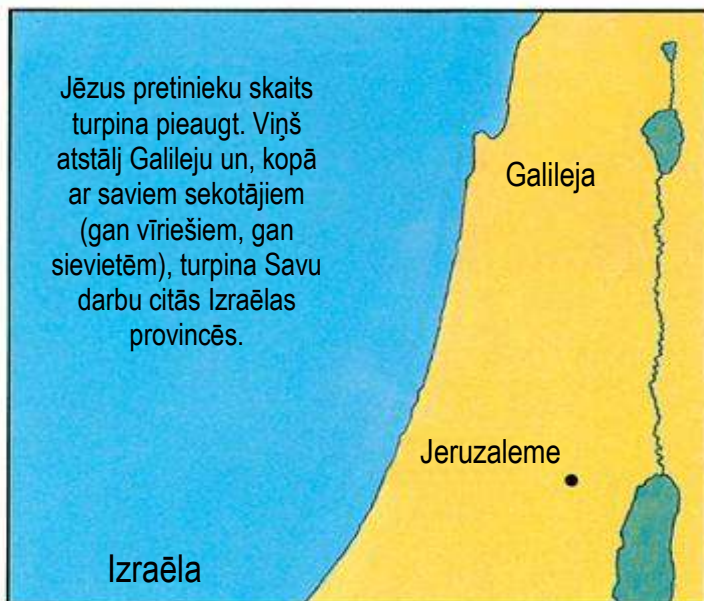 Jēzus pretinieku skaits
turpina pieaugt. Viņš
atstālj Galileju un, kopā
ar saviem sekotājiem
(gan vīriešiem, gan
sievietēm), turpina Savu
darbu citās Izraēlas
provincēs.
Galileja
Jeruzaleme
Izraēla